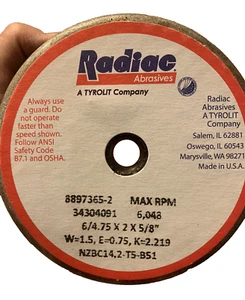 Radiac
Abrasives
A TYROLIT Company
Always use
a guard. Do
not operate
faster than
speed shown.
Follow ANSI
Safety Code
B7.1 and OSHA.
Radiac
Abrasives
A TYROLIT
Company
Salem, IL 62881
Oswego, IL 60543
Marysville, WA 98271
Made in U.S.A.
8897365-2 MAX RPM
34304091 6,048
6/4.75 X 2 X 5/8"
W=1.5, E=0.75, K=2.219
NZBC14.2-T5-B51